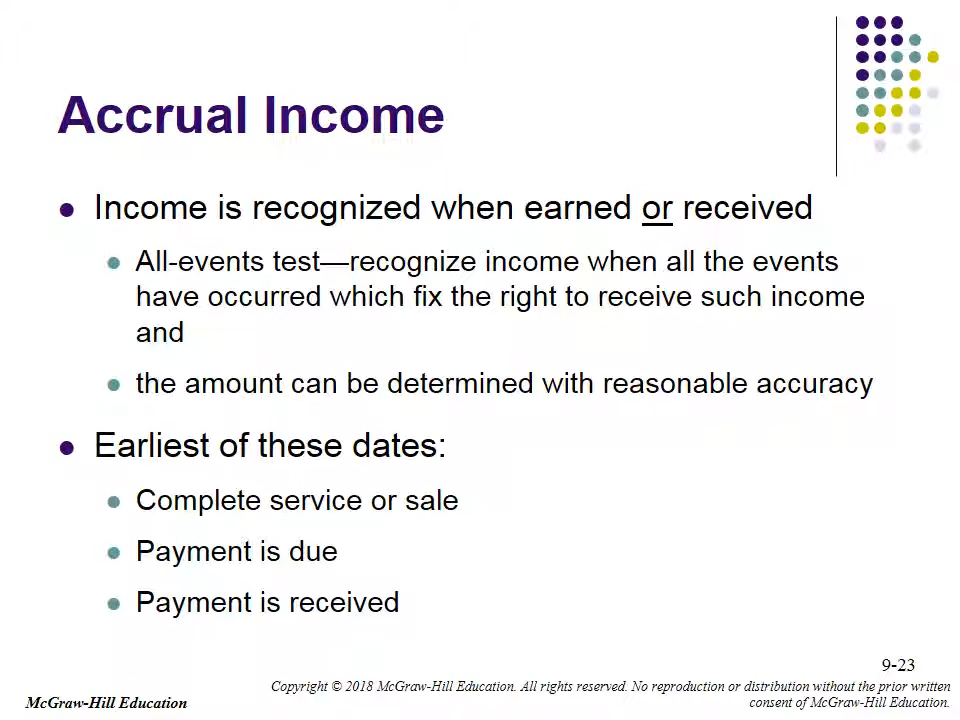 Accrual Income
Income is recognized when earned or received
All-events test—recognize income when all the events
have occurred which fix the right to receive such income
and
the amount can be determined with reasonable accuracy
Earliest of these dates:
Complete service or sale
Payment is due
Payment is received
9-23
Copyright © 2018 McGraw-Hill Education. All rights reserved. No reproduction or distribution without the prior written
McGraw-Hill Education consent of McGraw-Hill Education.